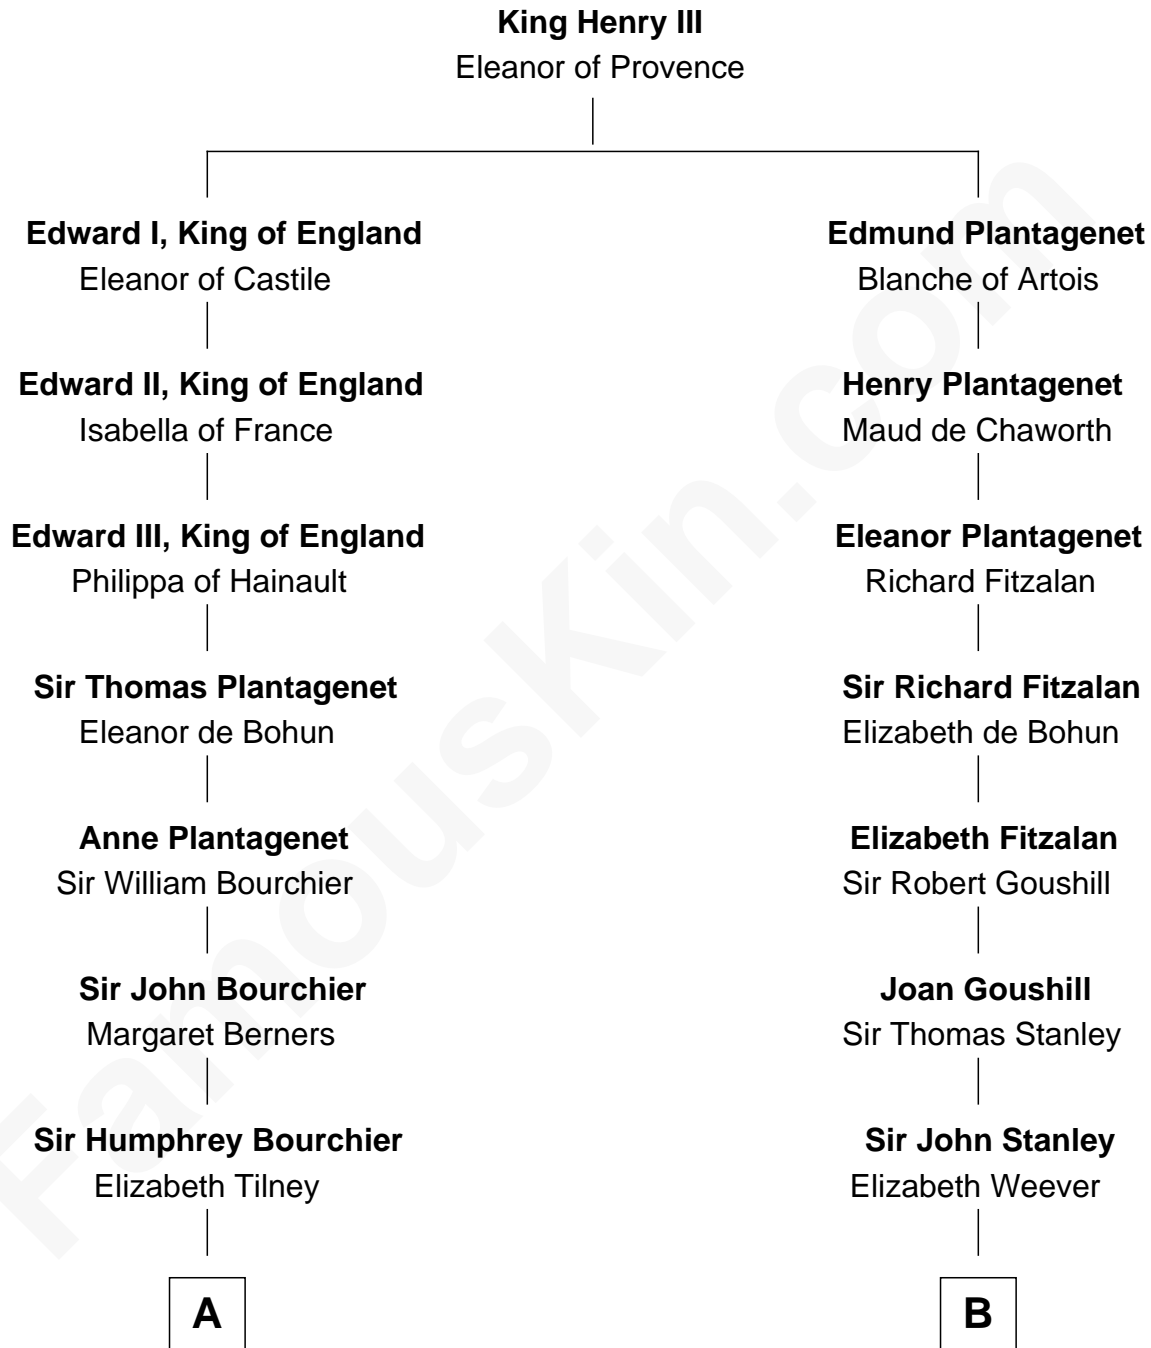 King Henry III
Eleanor of Provence
Edward I, King of England
Eleanor of Castile
Edward II, King of England
Isabella of France
Edward III, King of England
Philippa of Hainault
Sir Thomas Plantagenet
Eleanor de Bohun
Anne Plantagenet
Sir William Bourchier
Sir John Bourchier
Margaret Berners
Sir Humphrey Bourchier
Elizabeth Tilney
A
Edmund Plantagenet
Blanche of Artois
Henry Plantagenet
Maud de Chaworth
Eleanor Plantagenet
Richard Fitzalan
Sir Richard Fitzalan
Elizabeth de Bohun
Elizabeth Fitzalan
Sir Robert Goushill
Joan Goushill
Sir Thomas Stanley
Sir John Stanley
Elizabeth Weever
B
FamousKin.com